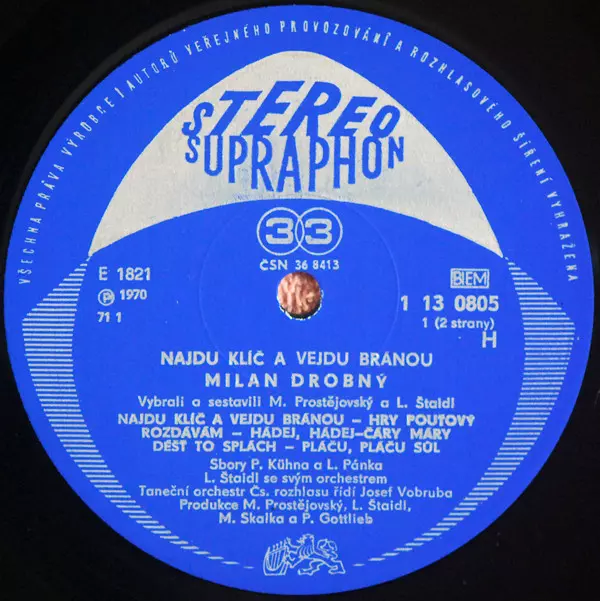 VŠECHNA PRÁVA VÝROBCE I AUTORŮ VEŘEJNÉHO PROVOZOVÁNÍ A ROZHLASOVÉHO ŠÍŘENÍ VYHRAŽENA
STEREO
SUPRAPHON
33
ČSN 36 8413
E 1821
Ⓟ 1970
71 1
BIEM
1 13 0805
1 (2 strany)
H
NAJDU KLÍČ A VEJDU BRÁNOU
MILAN DROBNÝ
Vybrali a sestavili M. Prostějovský a L. Štaidl
NAJDU KLÍČ A VEJDU BRÁNOU – HRY POUŤOVÝ
ROZDÁVÁM – HÁDEJ, HÁDEJ–ČÁRY MÁRY
DÉŠŤ TO SPLÁCH – PLÁČU, PLÁČU SŮL
Sbory P. Kühna a L. Pánka
L. Štaidl se svým orchestrem
Taneční orchestr Čs. rozhlasu řídí Josef Vobruba
Produkce M. Prostějovský, L. Štaidl,
M. Skalka a P. Gottlieb